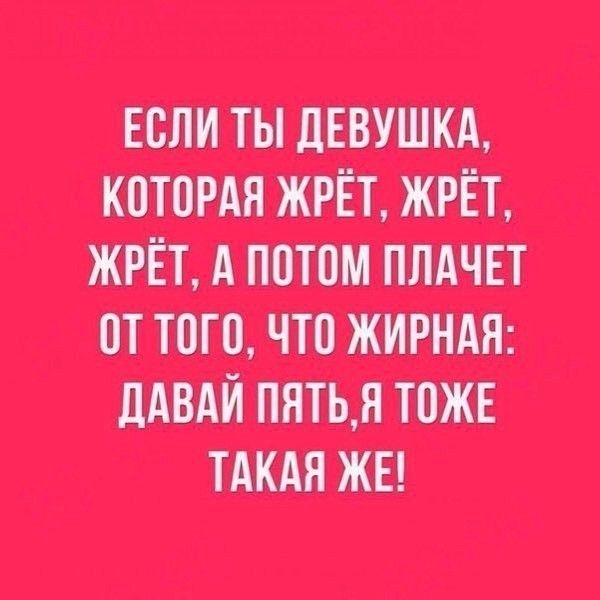 ЕСЛИ ТЫ ДЕВУШКА,
КОТОРАЯ ЖРЁТ, ЖРЁТ,
ЖРЁТ, А ПОТОМ ПЛАЧЕТ
ОТ ТОГО, ЧТО ЖИРНАЯ:
ДАВАЙ ПЯТЬ,Я ТОЖЕ
ТАКАЯ ЖЕ!